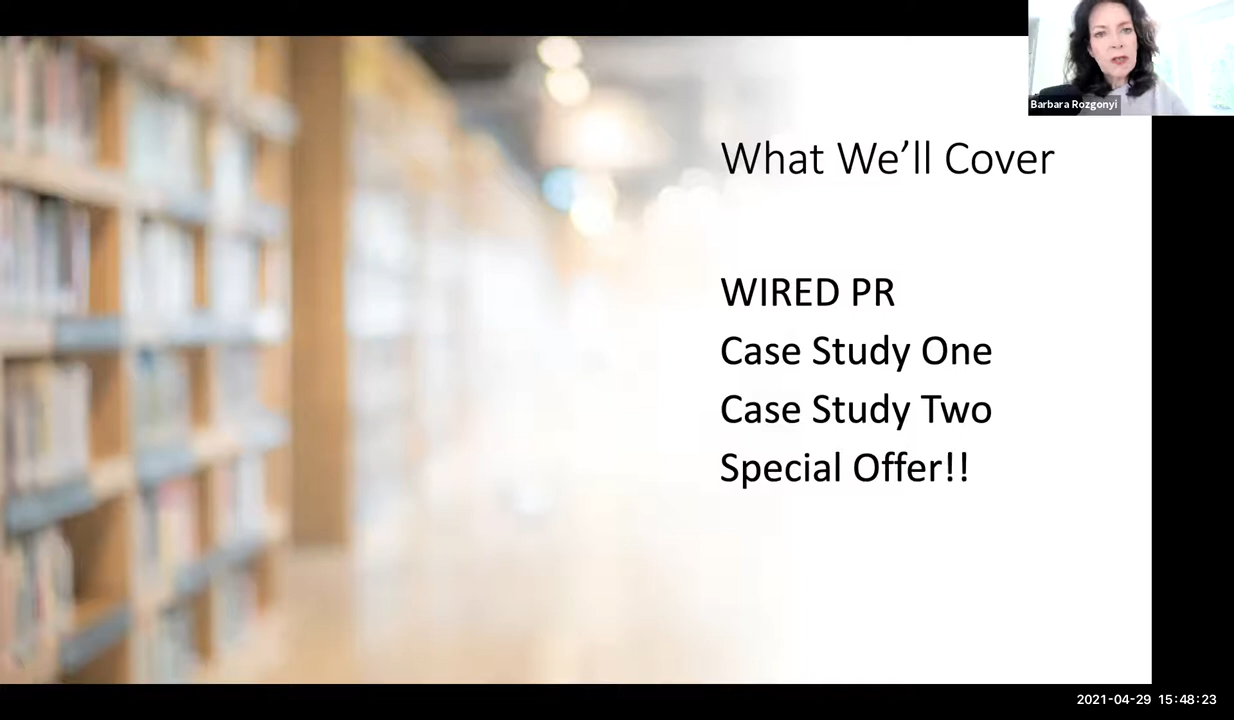 Barbara Rozgonyi
What We’ll Cover
WIRED PR
Case Study One
Case Study Two
Special Offer!!
2021-04-29 15:48:23